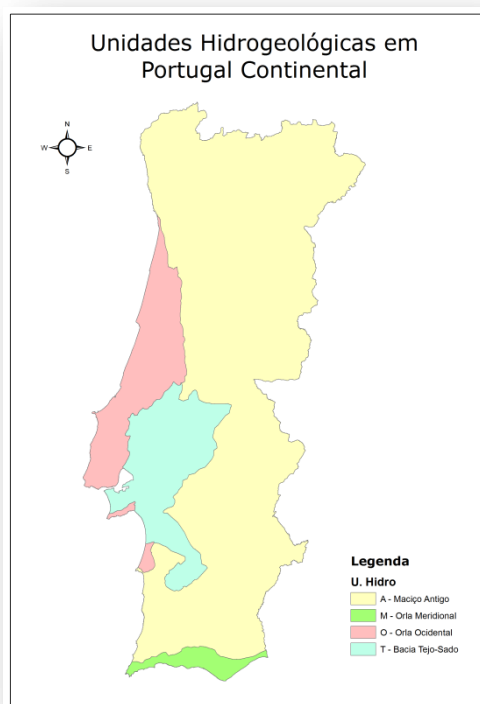 Unidades Hidrogeológicas em
Portugal Continental
N
W E
S
Legenda
U. Hidro
A - Maciço Antigo
M - Orla Meridional
O - Orla Ocidental
T - Bacia Tejo-Sado